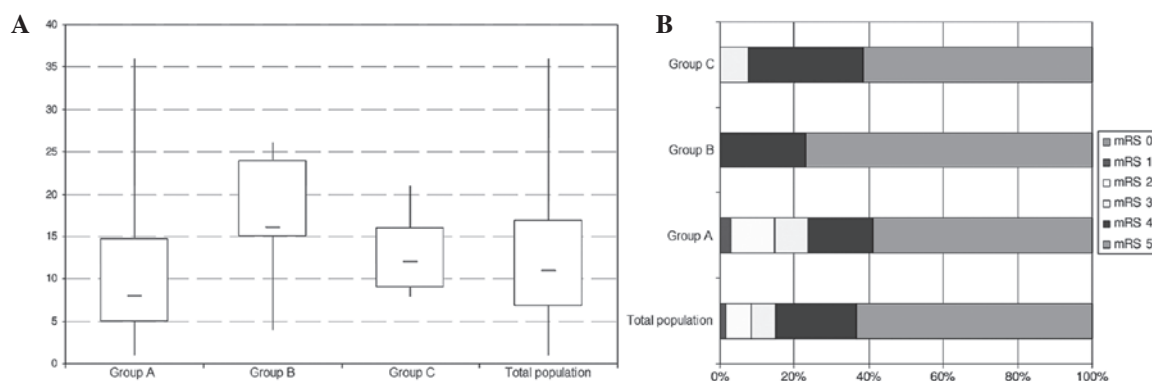 A
40
35
30
25
20
15
10
5
0
Group A Group B Group C Total population
B
Group C
Group B
Group A
Total population
0% 20% 40% 60% 80% 100%
mRS 0
mRS 1
mRS 2
mRS 3
mRS 4
mRS 5